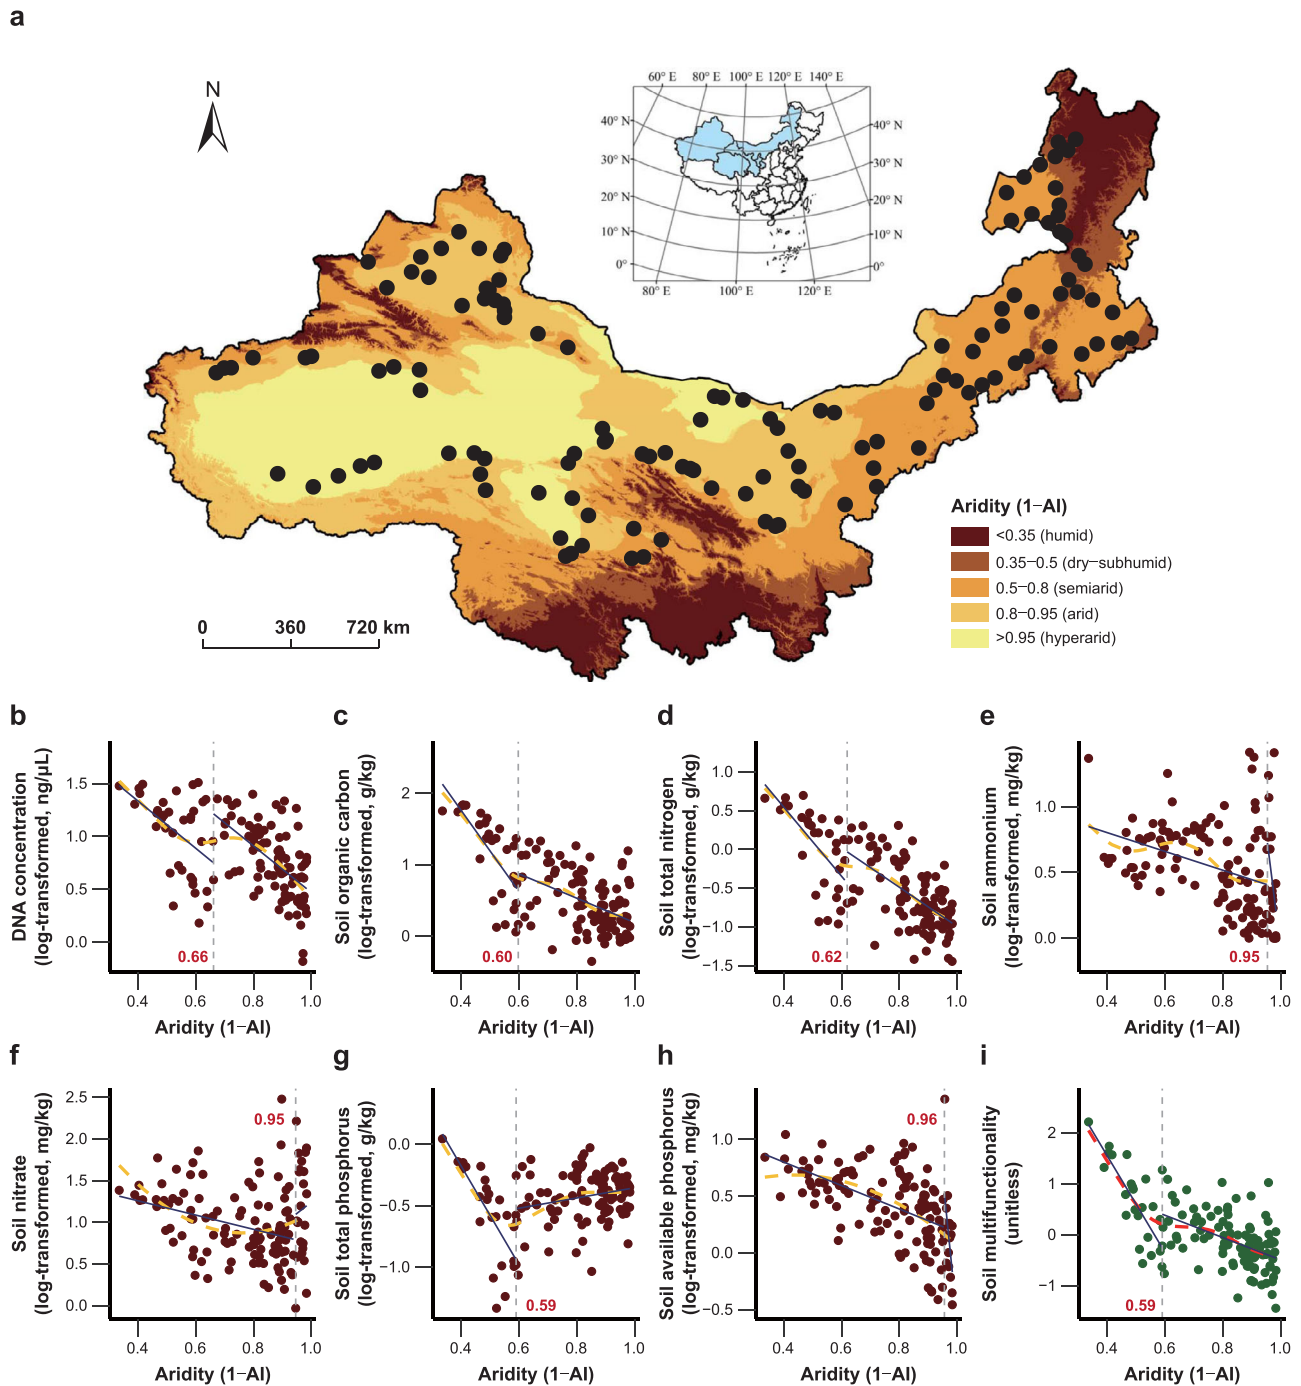 a
N
60° E 80° E 100° E 120° E 140° E
40° N
30° N
20° N
10° N
0°
40° N
30° N
20° N
10° N
0°
80° E 100° E 120° E
Aridity (1−AI)
<0.35 (humid)
0.35−0.5 (dry−subhumid)
0.5−0.8 (semiarid)
0.8−0.95 (arid)
>0.95 (hyperarid)
0 360 720 km
b
DNA concentration
(log-transformed, ng/μL)
1.5
1.0
0.5
0.0
0.66
0.4 0.6 0.8 1.0
Aridity (1−AI)
c
Soil organic carbon
(log-transformed, g/kg)
2
1
0
0.60
0.4 0.6 0.8 1.0
Aridity (1−AI)
d
Soil total nitrogen
(log-transformed, g/kg)
1.0
0.5
0.0
−0.5
−1.0
−1.5
0.62
0.4 0.6 0.8 1.0
Aridity (1−AI)
e
Soil ammonium
(log-transformed, mg/kg)
1.0
0.5
0.0
0.95
0.4 0.6 0.8 1.0
Aridity (1−AI)
f
Soil nitrate
(log-transformed, mg/kg)
2.5
2.0
1.5
1.0
0.5
0.0
0.95
0.4 0.6 0.8 1.0
Aridity (1−AI)
g
Soil total phosphorus
(log-transformed, g/kg)
0.0
−0.5
−1.0
0.59
0.4 0.6 0.8 1.0
Aridity (1−AI)
h
Soil available phosphorus
(log-transformed, mg/kg)
1.0
0.5
0.0
−0.5
0.96
0.4 0.6 0.8 1.0
Aridity (1−AI)
i
Soil multifunctionality
(unitless)
2
1
0
−1
0.59
0.4 0.6 0.8 1.0
Aridity (1−AI)